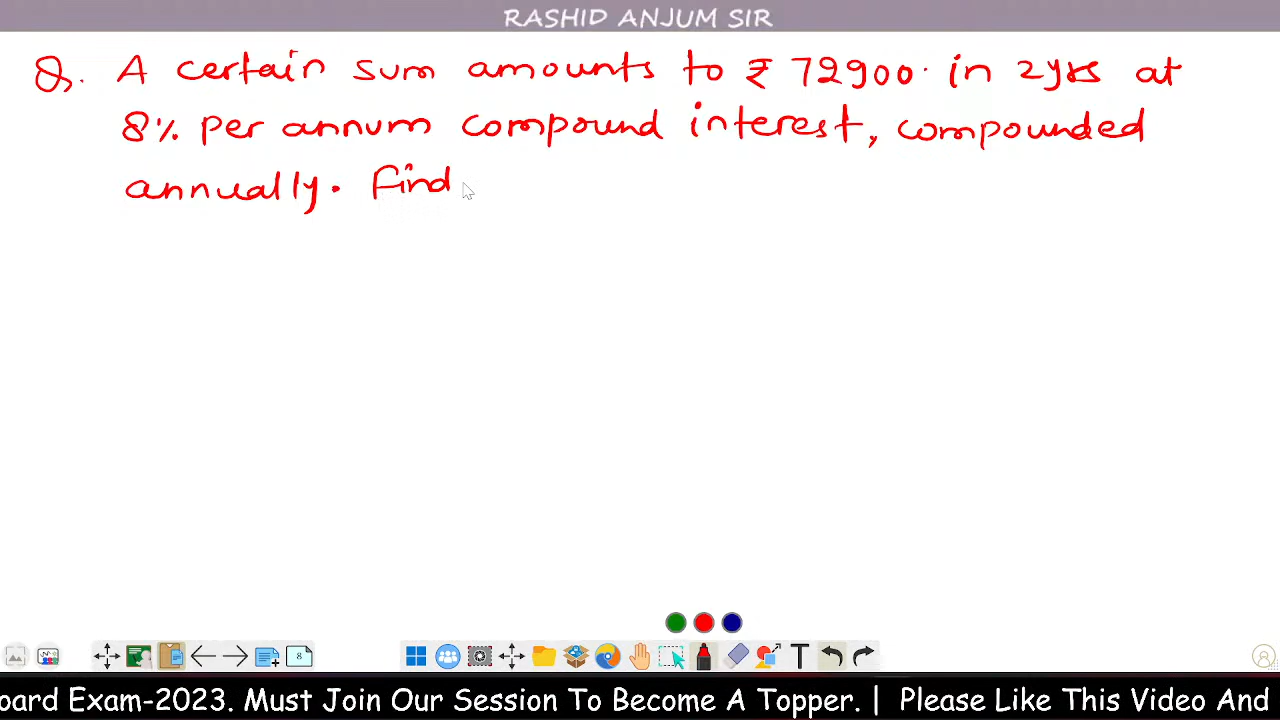 RASHID ANJUM SIR
Q. A certain sum amounts to ₹ 72900. in 2yrs at
8% per annum compound interest, compounded
annually. Find
8
oard Exam-2023. Must Join Our Session To Become A Topper. | Please Like This Video And